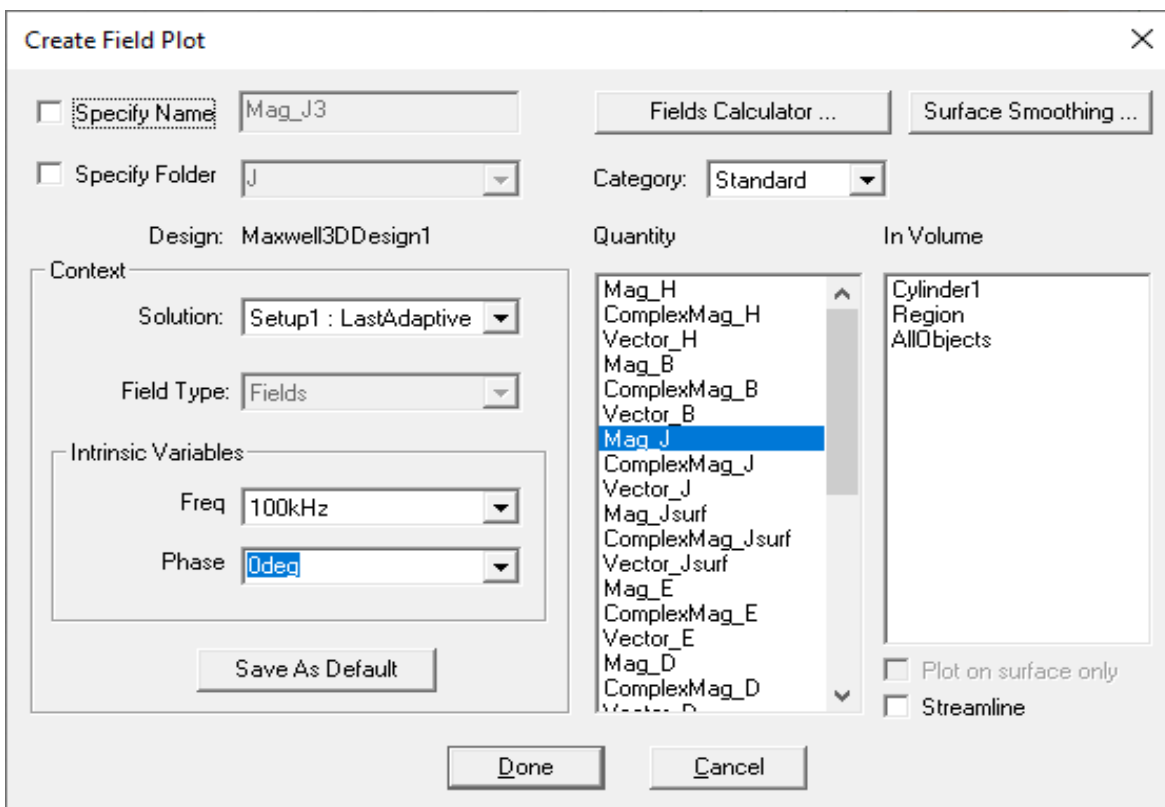 Create Field Plot
Specify Name
Mag_J3
Fields Calculator ...
Surface Smoothing ...
Specify Folder
J
Category:
Standard
Design:
Maxwell3DDesign1
Quantity
In Volume
Context
Solution:
Setup1 : LastAdaptive
Field Type:
Fields
Intrinsic Variables
Freq
100kHz
Phase
0deg
Save As Default
Mag_H
ComplexMag_H
Vector_H
Mag_B
ComplexMag_B
Vector_B
Mag_J
ComplexMag_J
Vector_J
Mag_Jsurf
ComplexMag_Jsurf
Vector_Jsurf
Mag_E
ComplexMag_E
Vector_E
Mag_D
ComplexMag_D
Vector_D
Cylinder1
Region
AllObjects
Plot on surface only
Streamline
Done
Cancel